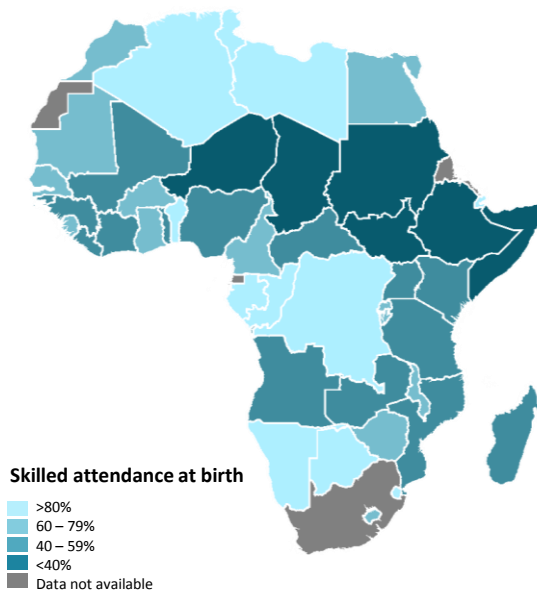 Skilled attendance at birth
>80%
60 – 79%
40 – 59%
<40%
Data not available